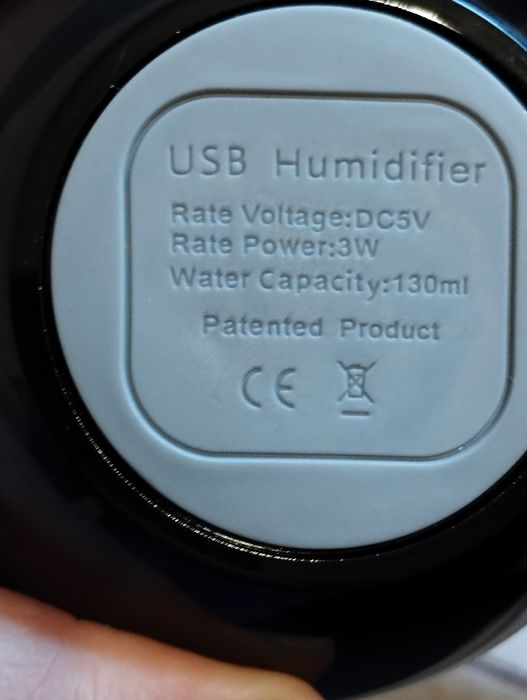 USB Humidifier
Rate Voltage:DC5V
Rate Power:3W
Water Capacity:130ml
Patented Product
CE